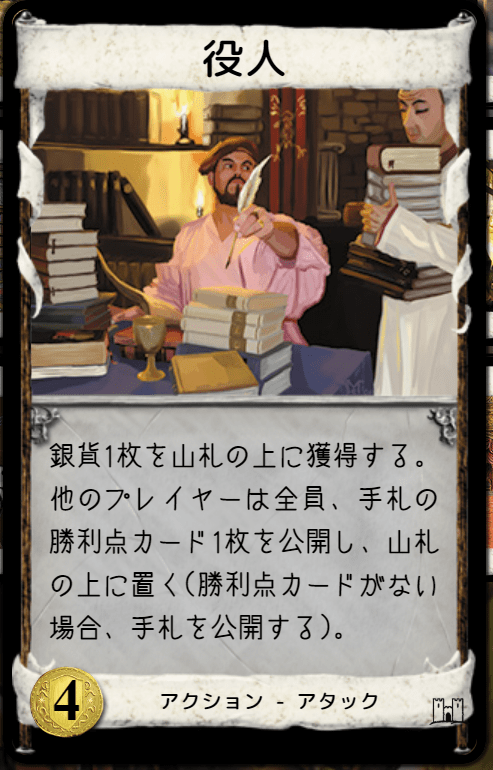 役人
銀貨1枚を山札の上に獲得する。
他のプレイヤーは全員、手札の
勝利点カード1枚を公開し、山札
の上に置く(勝利点カードがない
場合、手札を公開する)。
4
アクション - アタック